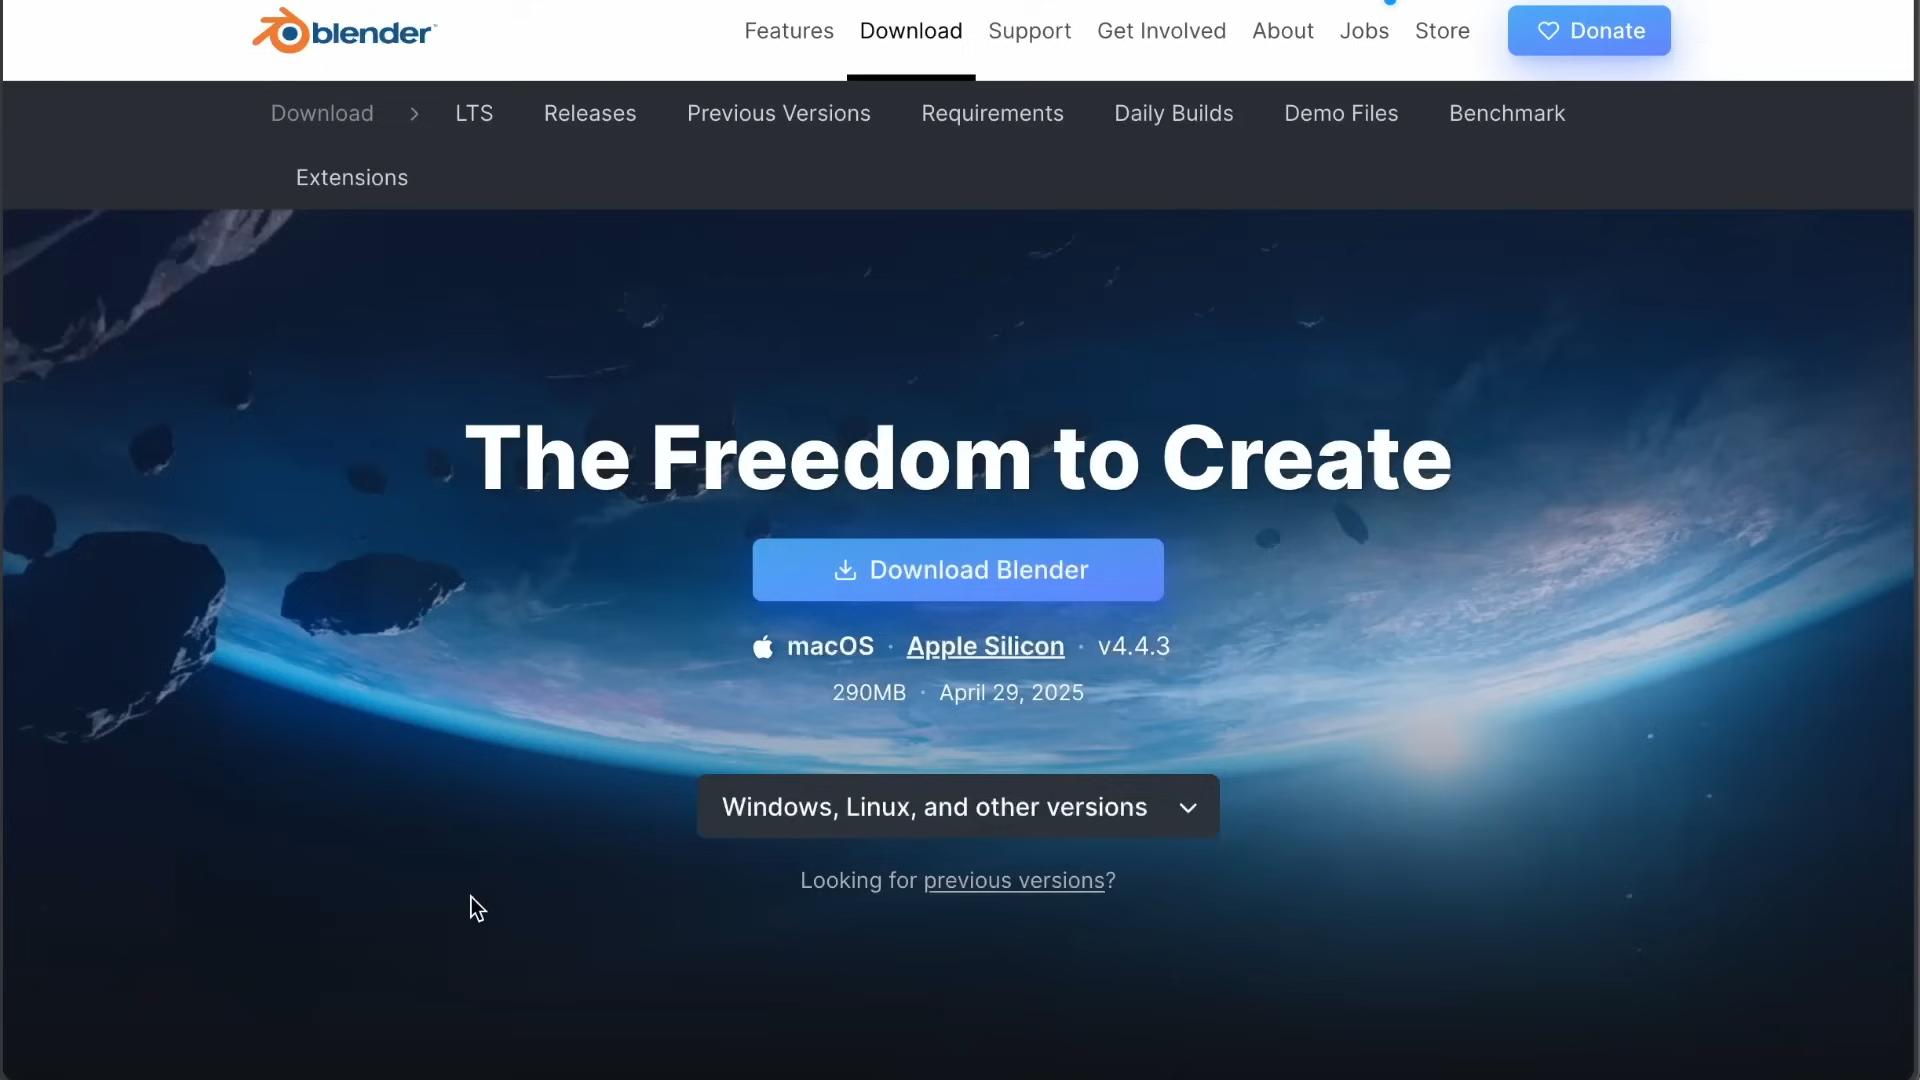 blender™
Features Download Support Get Involved About Jobs Store Donate
Download LTS Releases Previous Versions Requirements Daily Builds Demo Files Benchmark
Extensions
The Freedom to Create
Download Blender
macOS · Apple Silicon · v4.4.3
290MB · April 29, 2025
Windows, Linux, and other versions
Looking for previous versions?